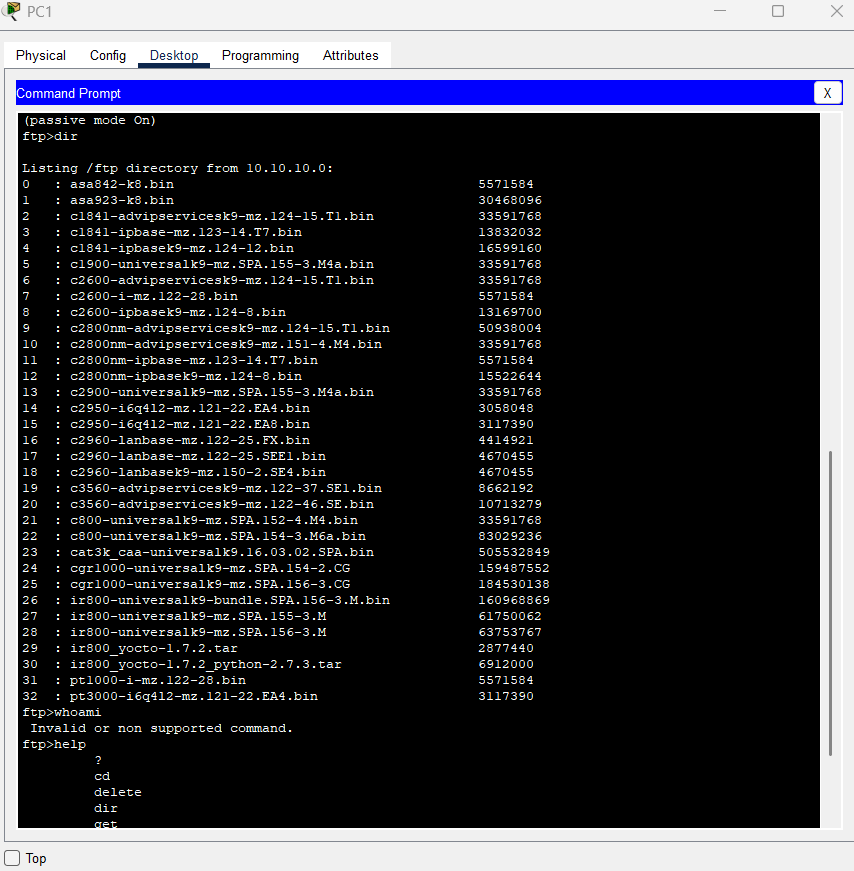 PC1
Physical Config Desktop Programming Attributes
Command Prompt X
(passive mode On)
ftp>dir
Listing /ftp directory from 10.10.10.0:
0 : asa842-k8.bin 5571584
1 : asa923-k8.bin 30468096
2 : c1841-advipservicesk9-mz.124-15.T1.bin 33591768
3 : c1841-ipbase-mz.123-14.T7.bin 13832032
4 : c1841-ipbasek9-mz.124-12.bin 16599160
5 : c1900-universalk9-mz.SPA.155-3.M4a.bin 33591768
6 : c2600-advipservicesk9-mz.124-15.T1.bin 33591768
7 : c2600-i-mz.122-28.bin 5571584
8 : c2600-ipbasek9-mz.124-8.bin 13169700
9 : c2800nm-advipservicesk9-mz.124-15.T1.bin 50938004
10 : c2800nm-advipservicesk9-mz.151-4.M4.bin 33591768
11 : c2800nm-ipbase-mz.123-14.T7.bin 5571584
12 : c2800nm-ipbasek9-mz.124-8.bin 15522644
13 : c2900-universalk9-mz.SPA.155-3.M4a.bin 33591768
14 : c2950-i6q4l2-mz.121-22.EA4.bin 3058048
15 : c2950-i6q4l2-mz.121-22.EA8.bin 3117390
16 : c2960-lanbase-mz.122-25.FX.bin 4414921
17 : c2960-lanbase-mz.122-25.SEE1.bin 4670455
18 : c2960-lanbasek9-mz.150-2.SE4.bin 4670455
19 : c3560-advipservicesk9-mz.122-37.SE1.bin 8662192
20 : c3560-advipservicesk9-mz.122-46.SE.bin 10713279
21 : c800-universalk9-mz.SPA.152-4.M4.bin 33591768
22 : c800-universalk9-mz.SPA.154-3.M6a.bin 83029236
23 : cat3k_caa-universalk9.16.03.02.SPA.bin 505532849
24 : cgr1000-universalk9-mz.SPA.154-2.CG 159487552
25 : cgr1000-universalk9-mz.SPA.156-3.CG 184530138
26 : ir800-universalk9-bundle.SPA.156-3.M.bin 160968869
27 : ir800-universalk9-mz.SPA.155-3.M 61750062
28 : ir800-universalk9-mz.SPA.156-3.M 63753767
29 : ir800_yocto-1.7.2.tar 2877440
30 : ir800_yocto-1.7.2_python-2.7.3.tar 6912000
31 : pt1000-i-mz.122-28.bin 5571584
32 : pt3000-i6q4l2-mz.121-22.EA4.bin 3117390
ftp>whoami
Invalid or non supported command.
ftp>help
?
cd
delete
dir
get
Top